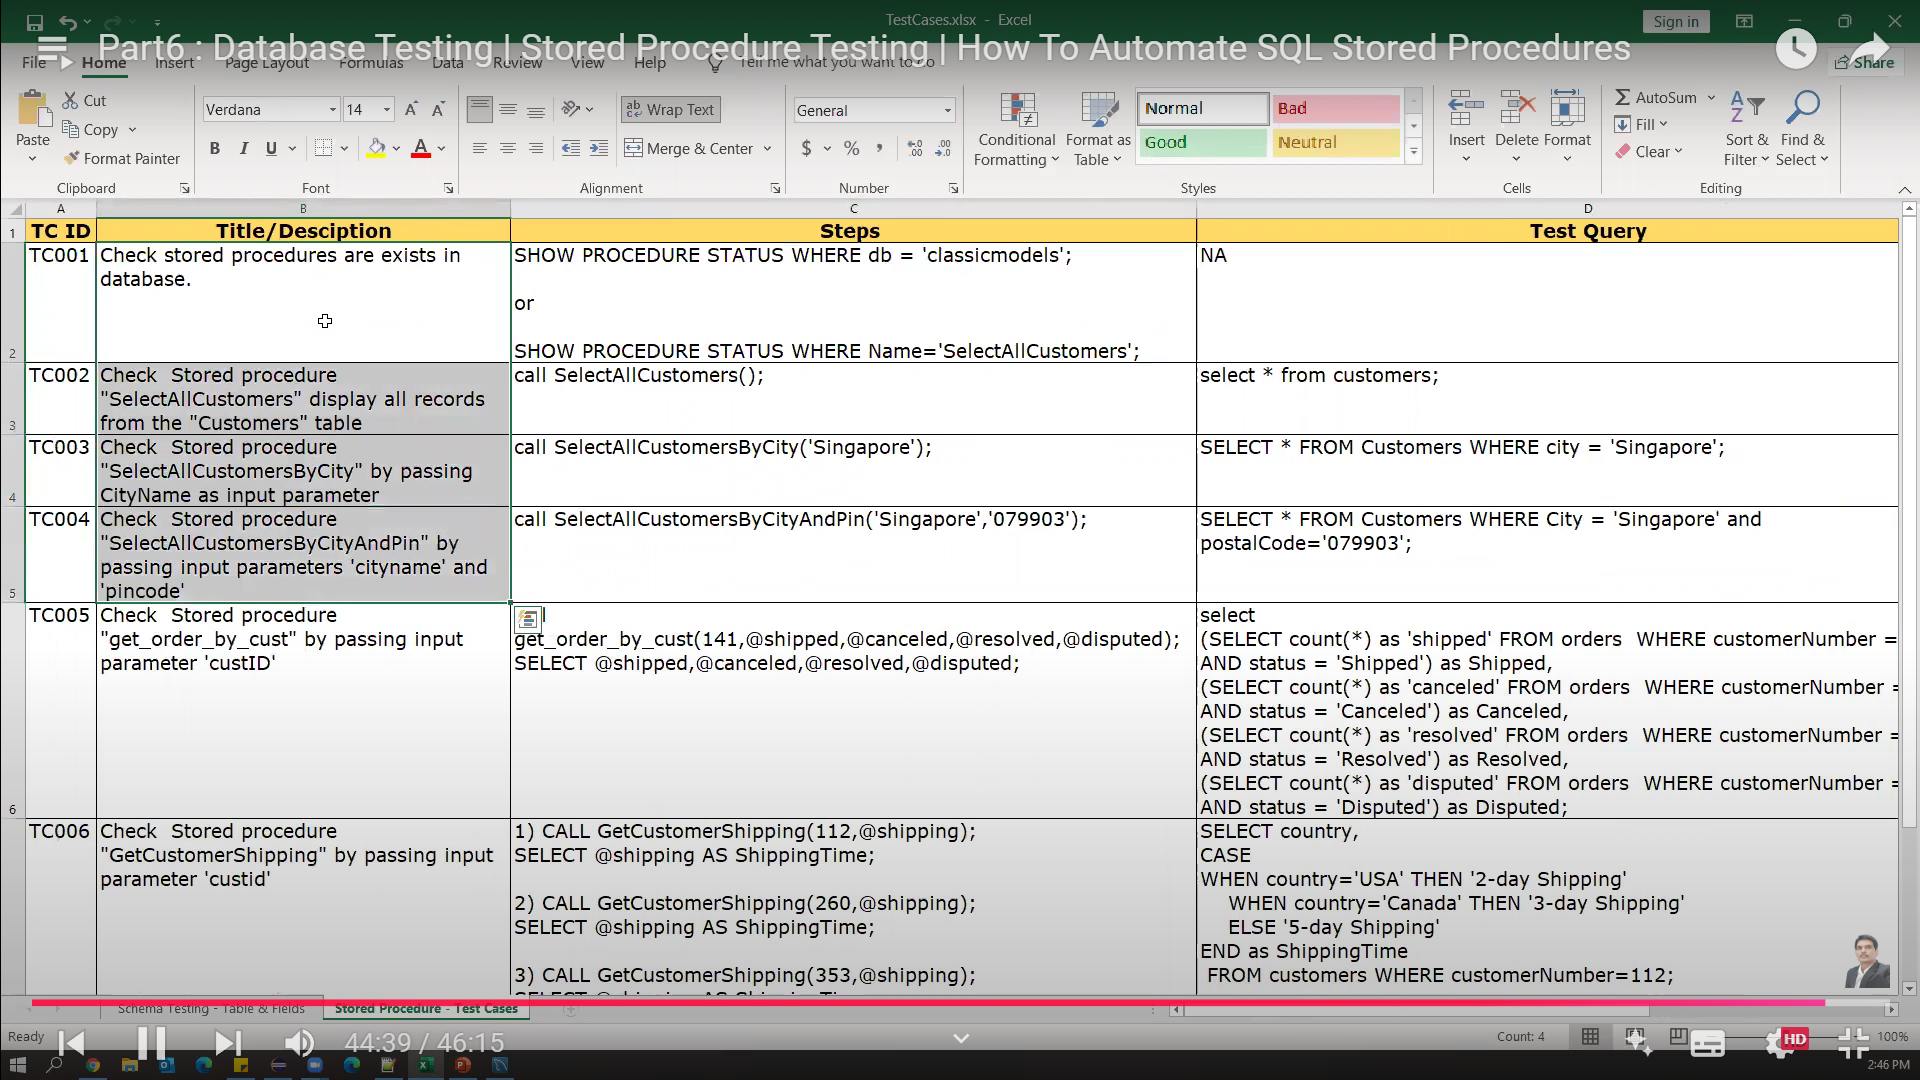 TestCases.xlsx - Excel
Sign in
Part6 : Database Testing | Stored Procedure Testing | How To Automate SQL Stored Procedures
File Home Insert Page Layout Formulas Data Review View Help Tell me what you want to do Share
Cut
Copy
Format Painter
Paste
Clipboard
Verdana 14
B I U A
Font
ab Wrap Text
Merge & Center
Alignment
General
$ % ,
Number
Conditional Formatting
Format as Table
Normal Bad
Good Neutral
Styles
Insert Delete Format
Cells
AutoSum
Fill
Clear
Sort & Filter
Find & Select
Editing
A B C D
1 TC ID Title/Desciption Steps Test Query
2
TC001
Check stored procedures are exists in
database.
SHOW PROCEDURE STATUS WHERE db = 'classicmodels';
or
SHOW PROCEDURE STATUS WHERE Name='SelectAllCustomers';
NA
3
TC002
Check  Stored procedure
"SelectAllCustomers" display all records
from the "Customers" table
call SelectAllCustomers();
select * from customers;
4
TC003
Check  Stored procedure
"SelectAllCustomersByCity" by passing
CityName as input parameter
call SelectAllCustomersByCity('Singapore');
SELECT * FROM Customers WHERE city = 'Singapore';
5
TC004
Check  Stored procedure
"SelectAllCustomersByCityAndPin" by
passing input parameters 'cityname' and
'pincode'
call SelectAllCustomersByCityAndPin('Singapore','079903');
SELECT * FROM Customers WHERE City = 'Singapore' and
postalCode='079903';
6
TC005
Check  Stored procedure
"get_order_by_cust" by passing input
parameter 'custID'
get_order_by_cust(141,@shipped,@canceled,@resolved,@disputed);
SELECT @shipped,@canceled,@resolved,@disputed;
select
(SELECT count(*) as 'shipped' FROM orders  WHERE customerNumber =
AND status = 'Shipped') as Shipped,
(SELECT count(*) as 'canceled' FROM orders  WHERE customerNumber =
AND status = 'Canceled') as Canceled,
(SELECT count(*) as 'resolved' FROM orders  WHERE customerNumber =
AND status = 'Resolved') as Resolved,
(SELECT count(*) as 'disputed' FROM orders  WHERE customerNumber =
AND status = 'Disputed') as Disputed;
TC006
Check  Stored procedure
"GetCustomerShipping" by passing input
parameter 'custid'
1) CALL GetCustomerShipping(112,@shipping);
SELECT @shipping AS ShippingTime;
2) CALL GetCustomerShipping(260,@shipping);
SELECT @shipping AS ShippingTime;
3) CALL GetCustomerShipping(353,@shipping);
SELECT @shipping AS ShippingTime
SELECT country,
CASE
WHEN country='USA' THEN '2-day Shipping'
WHEN country='Canada' THEN '3-day Shipping'
ELSE '5-day Shipping'
END as ShippingTime
FROM customers WHERE customerNumber=112;
Schema Testing - Table & Fields Stored Procedure - Test Cases
Ready Count: 4 100%
44:39 / 46:15
HD
2:46 PM